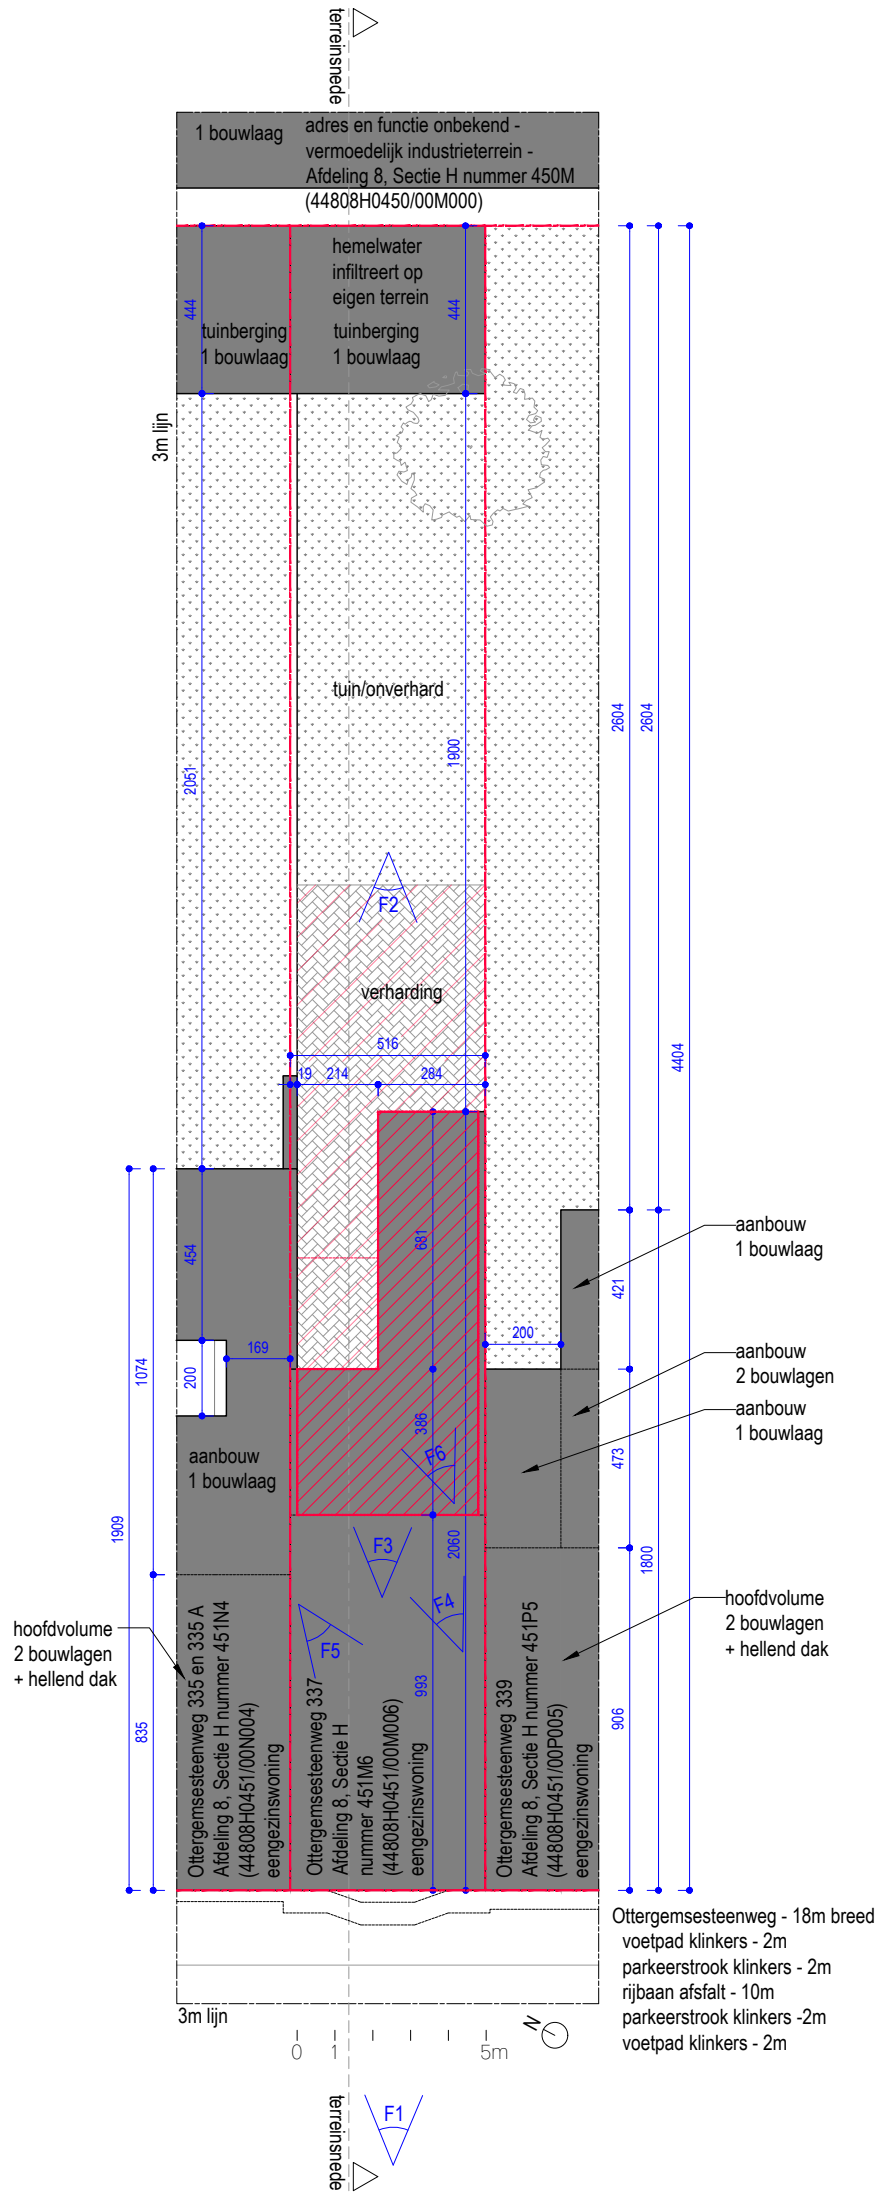 terreinsnede
1 bouwlaag
adres en functie onbekend -
vermoedelijk industrieterrein -
Afdeling 8, Sectie H nummer 450M
(44808H0450/00M000)
hemelwater
infiltreert op
eigen terrein
444
444
tuinberging
1 bouwlaag
tuinberging
1 bouwlaag
3m lijn
tuin/onverhard
2604
2604
1900
2051
F2
verharding
516
19
214
284
4404
681
454
421
aanbouw
1 bouwlaag
200
169
200
1074
386
F6
473
aanbouw
2 bouwlagen
aanbouw
1 bouwlaag
aanbouw
1 bouwlaag
1909
F3
2060
1800
F4
F5
hoofdvolume
2 bouwlagen
+ hellend dak
hoofdvolume
2 bouwlagen
+ hellend dak
835
993
906
Ottergemsesteenweg 335 en 335 A
Afdeling 8, Sectie H nummer 451N4
(44808H0451/00N004)
eengezinswoning
Ottergemsesteenweg 337
Afdeling 8, Sectie H
nummer 451M6
(44808H0451/00M006)
eengezinswoning
Ottergemsesteenweg 339
Afdeling 8, Sectie H nummer 451P5
(44808H0451/00P005)
eengezinswoning
Ottergemsesteenweg - 18m breed
voetpad klinkers - 2m
parkeerstrook klinkers - 2m
rijbaan afsfalt - 10m
parkeerstrook klinkers -2m
voetpad klinkers - 2m
3m lijn
N
0 1 5m
F1
terreinsnede